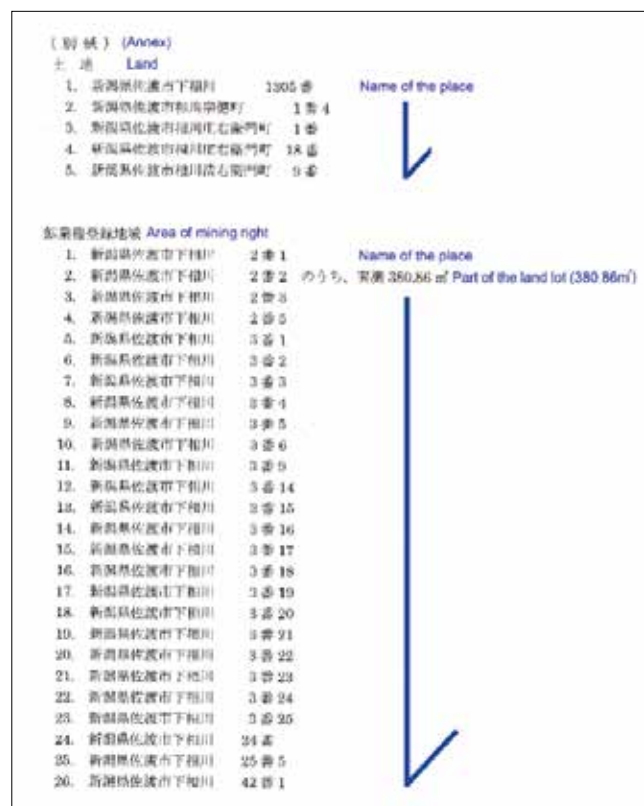 (別紙) (Annex)
土 地 Land
1. 新潟県佐渡市下相川 1305番 Name of the place
2. 新潟県佐渡市相川 1番4
3. 新潟県佐渡市相川 右衛門町 1番
4. 新潟県佐渡市相川 右衛門町 18番
5. 新潟県佐渡市相川 右衛門町 9番
鉱業権登録地域 Area of mining right
1. 新潟県佐渡市下相川 2番1 Name of the place
2. 新潟県佐渡市下相川 2番2 のうち、実測 380.86 ㎡ Part of the land lot (380.86㎡)
3. 新潟県佐渡市下相川 2番3
4. 新潟県佐渡市下相川 2番5
5. 新潟県佐渡市下相川 3番1
6. 新潟県佐渡市下相川 3番2
7. 新潟県佐渡市下相川 3番3
8. 新潟県佐渡市下相川 3番4
9. 新潟県佐渡市下相川 3番5
10. 新潟県佐渡市下相川 3番6
11. 新潟県佐渡市下相川 3番9
12. 新潟県佐渡市下相川 3番14
13. 新潟県佐渡市下相川 3番15
14. 新潟県佐渡市下相川 3番16
15. 新潟県佐渡市下相川 3番17
16. 新潟県佐渡市下相川 3番18
17. 新潟県佐渡市下相川 3番19
18. 新潟県佐渡市下相川 3番20
19. 新潟県佐渡市下相川 3番21
20. 新潟県佐渡市下相川 3番22
21. 新潟県佐渡市下相川 3番23
22. 新潟県佐渡市下相川 3番24
23. 新潟県佐渡市下相川 3番25
24. 新潟県佐渡市下相川 24番
25. 新潟県佐渡市下相川 25番5
26. 新潟県佐渡市下相川 42番1